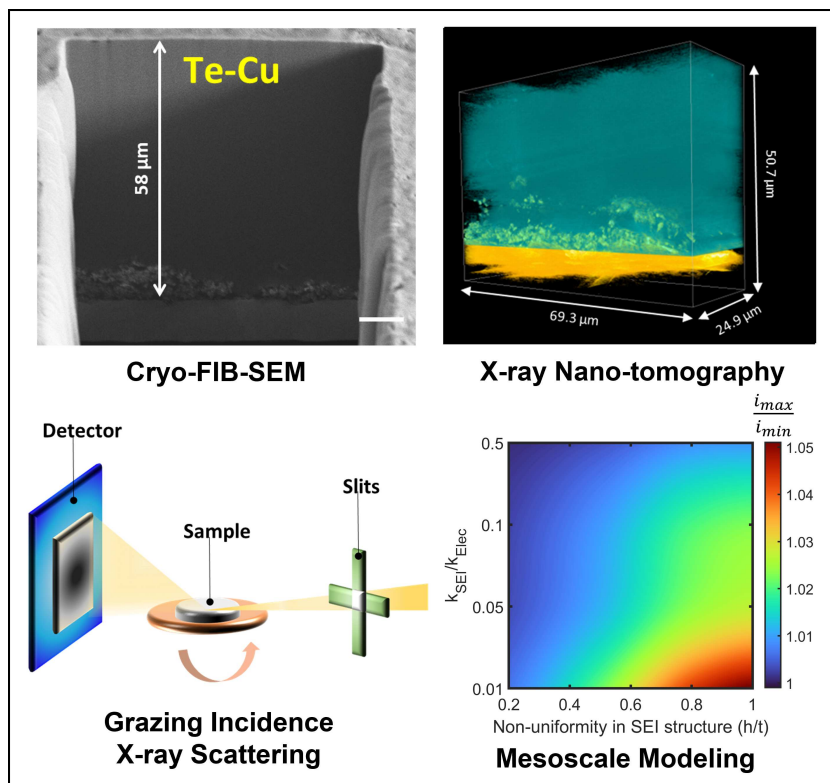 Te-Cu
58 µm
Cryo-FIB-SEM
50.7 µm
69.3 µm
24.9 µm
X-ray Nano-tomography
Detector
Sample
Slits
Grazing Incidence
X-ray Scattering
i_max
i_min
k_SEI/k_Elec
0.5
0.1
0.05
0.01
0.2
0.4
0.6
0.8
1
Non-uniformity in SEI structure (h/t)
1.05
1.04
1.03
1.02
1.01
1
Mesoscale Modeling